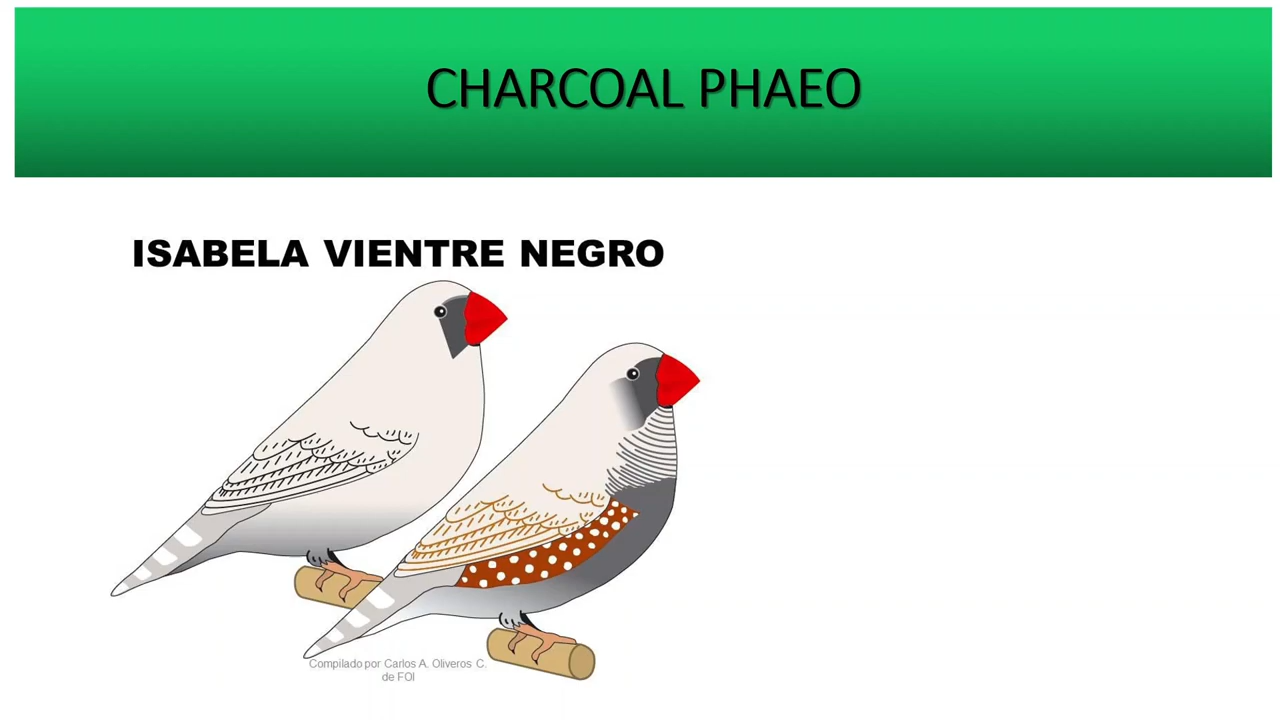 CHARCOAL PHAEO
ISABELA VIENTRE NEGRO
Compilado por Carlos A. Oliveros C.
de FOI